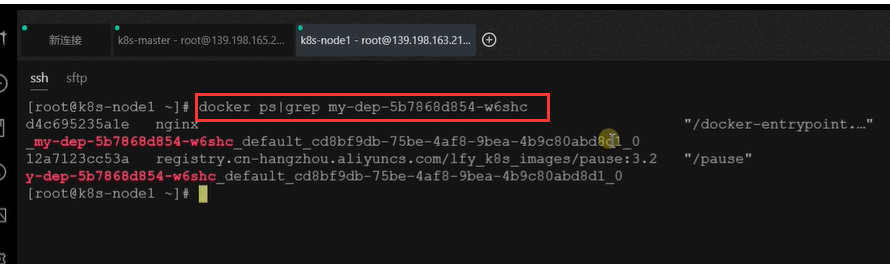 新连接
k8s-master - root@139.198.165.2...
k8s-node1 - root@139.198.163.21...
ssh
sftp
[root@k8s-node1 ~]# docker ps|grep my-dep-5b7868d854-w6shc
d4c695235a1e   nginx   "/docker-entrypoint.…"
_my-dep-5b7868d854-w6shc_default_cd8bf9db-75be-4af8-9bea-4b9c80abd8d1_0
12a7123cc53a   registry.cn-hangzhou.aliyuncs.com/lfy_k8s_images/pause:3.2   "/pause"
y-dep-5b7868d854-w6shc_default_cd8bf9db-75be-4af8-9bea-4b9c80abd8d1_0
[root@k8s-node1 ~]#